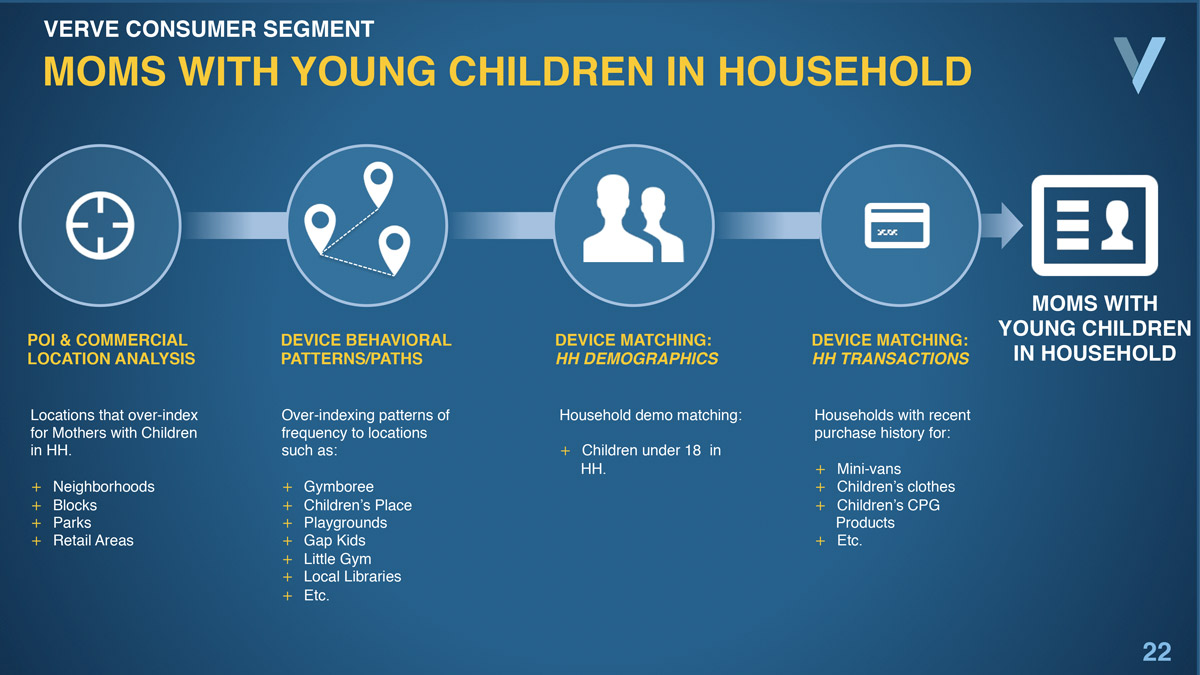 VERVE CONSUMER SEGMENT
MOMS WITH YOUNG CHILDREN IN HOUSEHOLD
POI & COMMERCIAL
LOCATION ANALYSIS
Locations that over-index
for Mothers with Children
in HH.
+ Neighborhoods
+ Blocks
+ Parks
+ Retail Areas
DEVICE BEHAVIORAL
PATTERNS/PATHS
Over-indexing patterns of
frequency to locations
such as:
+ Gymboree
+ Children's Place
+ Playgrounds
+ Gap Kids
+ Little Gym
+ Local Libraries
+ Etc.
DEVICE MATCHING:
HH DEMOGRAPHICS
Household demo matching:
+ Children under 18 in
HH.
DEVICE MATCHING:
HH TRANSACTIONS
Households with recent
purchase history for:
+ Mini-vans
+ Children's clothes
+ Children's CPG
Products
+ Etc.
MOMS WITH
YOUNG CHILDREN
IN HOUSEHOLD
22